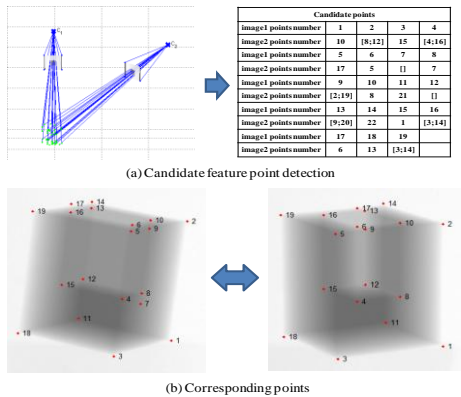 C1
C2
Candidate points
image1 points number 1 2 3 4
image2 points number 10 [8;12] 15 [4;16]
image1 points number 5 6 7 8
image2 points number 17 5 [] 7
image1 points number 9 10 11 12
image2 points number [2;19] 8 21 []
image1 points number 13 14 15 16
image2 points number [9;20] 22 1 [3;14]
image1 points number 17 18 19
image2 points number 6 13 [3;14]
(a) Candidate feature point detection
17 14
13
19 16
10 2
6
5 9
12
15
8
4
7
11
18
1
3
14
17
13
19 16
10 2
6
5 9
12
15
8
4
11
18
1
3
(b) Corresponding points